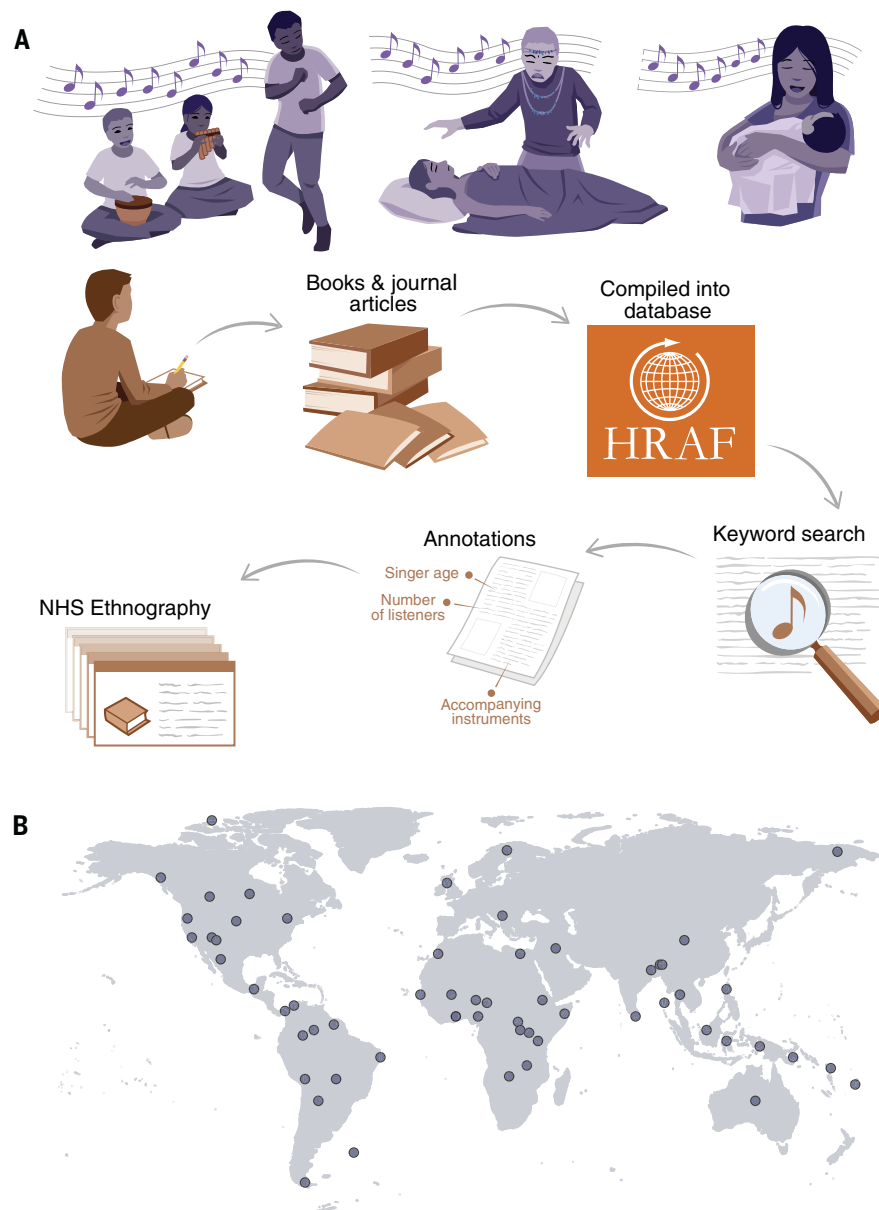 A
Books & journal
articles
Compiled into
database
HRAF
Keyword search
Annotations
Singer age
Number
of listeners
Accompanying
instruments
NHS Ethnography
B